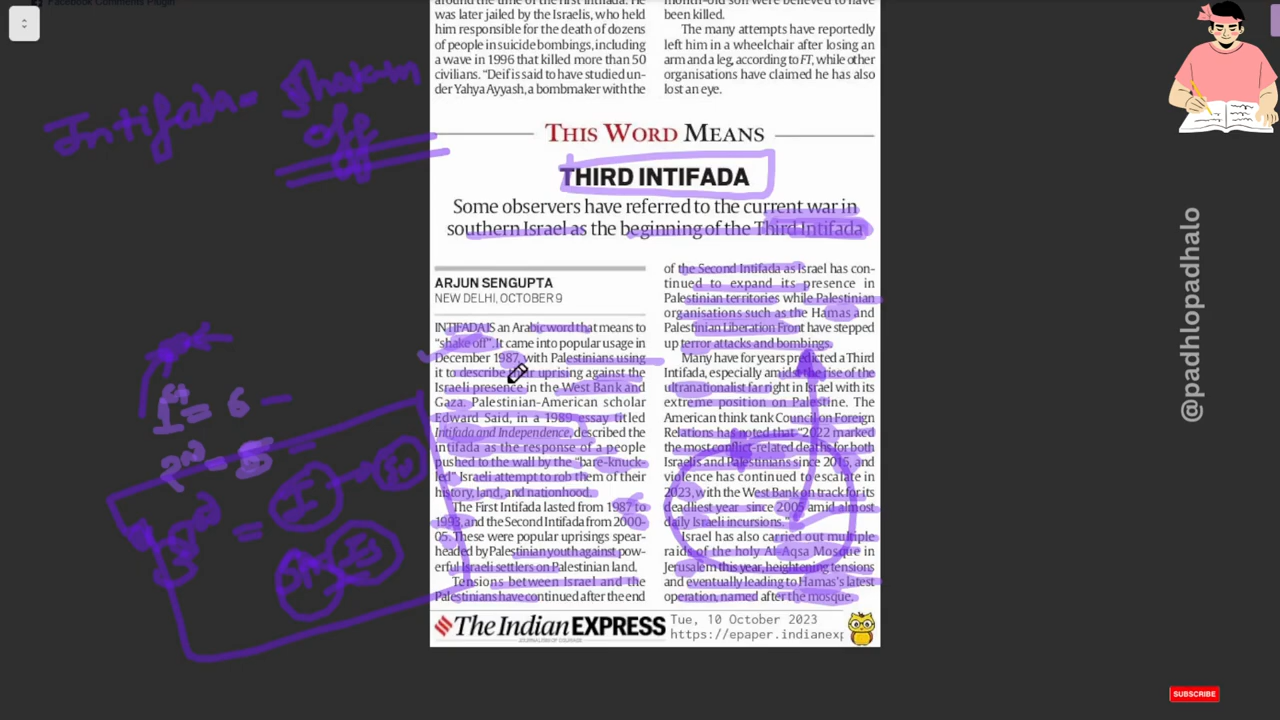 Facebook Comments Plugin
around the time of the first Intifada. He
was later jailed by the Israelis, who held
him responsible for the death of dozens
of people in suicide bombings, including
a wave in 1996 that killed more than 50
civilians. "Deif is said to have studied un-
der Yahya Ayyash, a bombmaker with the
month-old son were believed to have
been killed.
The many attempts have reportedly
left him in a wheelchair after losing an
arm and a leg, according to FT, while other
organisations have claimed he has also
lost an eye.
Intifada - Shakin
off
THIS WORD MEANS
THIRD INTIFADA
Some observers have referred to the current war in
southern Israel as the beginning of the Third Intifada
ARJUN SENGUPTA
NEW DELHI, OCTOBER 9
INTIFADA IS an Arabic word that means to
"shake off". It came into popular usage in
December 1987, with Palestinians using
it to describe uprising against the
Israeli presence in the West Bank and
Gaza. Palestinian-American scholar
Edward Said, in a 1989 essay titled
Intifada and Independence, described the
intifada as the response of a people
pushed to the wall by the "bare-knuck-
led" Israeli attempt to rob them of their
history, land, and nationhood.
The First Intifada lasted from 1987 to
1993, and the Second Intifada from 2000-
05. These were popular uprisings spear-
headed by Palestinian youth against pow-
erful Israeli settlers on Palestinian land.
Tensions between Israel and the
Palestinians have continued after the end
of the Second Intifada as Israel has con-
tinued to expand its presence in
Palestinian territories while Palestinian
organisations such as the Hamas and
Palestinian Liberation Front have stepped
up terror attacks and bombings.
Many have for years predicted a Third
Intifada, especially amidst the rise of the
ultranationalist far right in Israel with its
extreme position on Palestine. The
American think tank Council on Foreign
Relations has noted that "2022 marked
the most conflict-related deaths for both
Israelis and Palestinians since 2015, and
violence has continued to escalate in
2023, with the West Bank on track for its
deadliest year since 2005 amid almost
daily Israeli incursions.
Israel has also carried out multiple
raids of the holy Al-Aqsa Mosque in
Jerusalem this year, heightening tensions
and eventually leading to Hamas's latest
operation, named after the mosque.
1st = 6 -
2nd - 5
The Indian EXPRESS
JOURNALISM OF COURAGE
Tue, 10 October 2023
https://epaper.indianexp
@padhlopadhalo
SUBSCRIBE